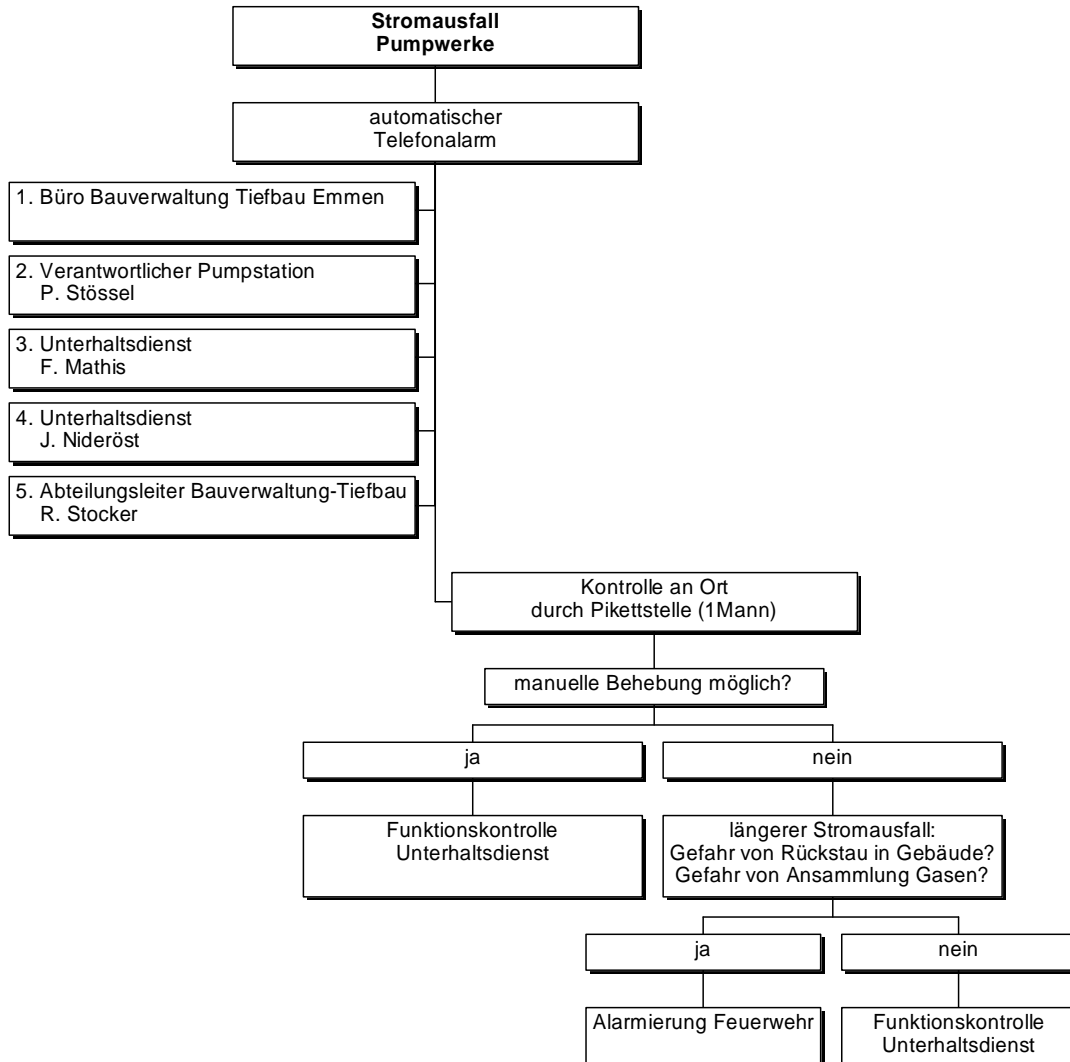 Stromausfall
Pumpwerke
automatischer
Telefonalarm
1. Büro Bauverwaltung Tiefbau Emmen
2. Verantwortlicher Pumpstation
P. Stössel
3. Unterhaltsdienst
F. Mathis
4. Unterhaltsdienst
J. Nideröst
5. Abteilungsleiter Bauverwaltung-Tiefbau
R. Stocker
Kontrolle an Ort
durch Pikettstelle (1Mann)
manuelle Behebung möglich?
ja
nein
Funktionskontrolle
Unterhaltsdienst
längerer Stromausfall:
Gefahr von Rückstau in Gebäude?
Gefahr von Ansammlung Gasen?
ja
nein
Alarmierung Feuerwehr
Funktionskontrolle
Unterhaltsdienst